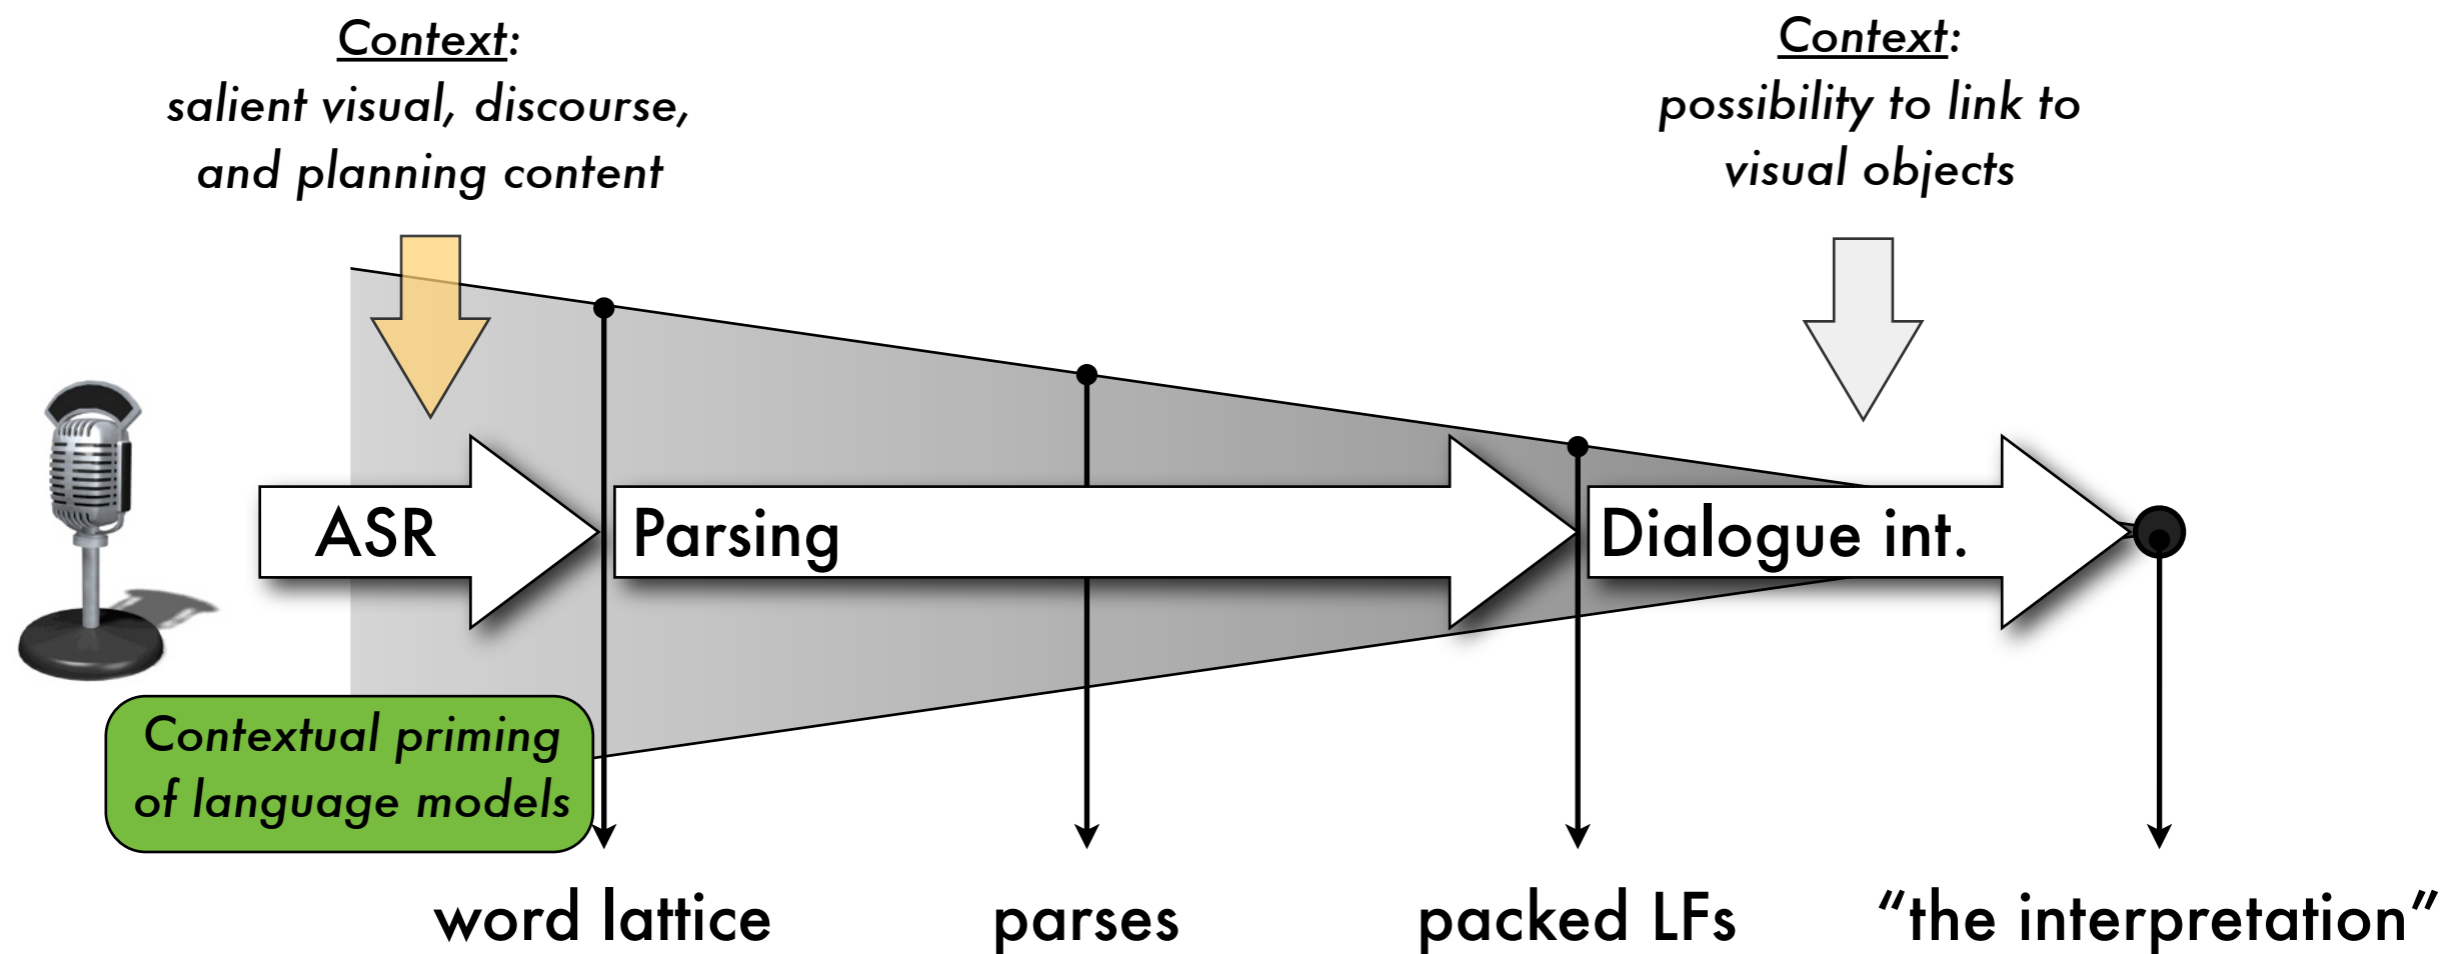 Context:
salient visual, discourse,
and planning content
Context:
possibility to link to
visual objects
ASR
Parsing
Dialogue int.
Contextual priming
of language models
word lattice
parses
packed LFs
“the interpretation”